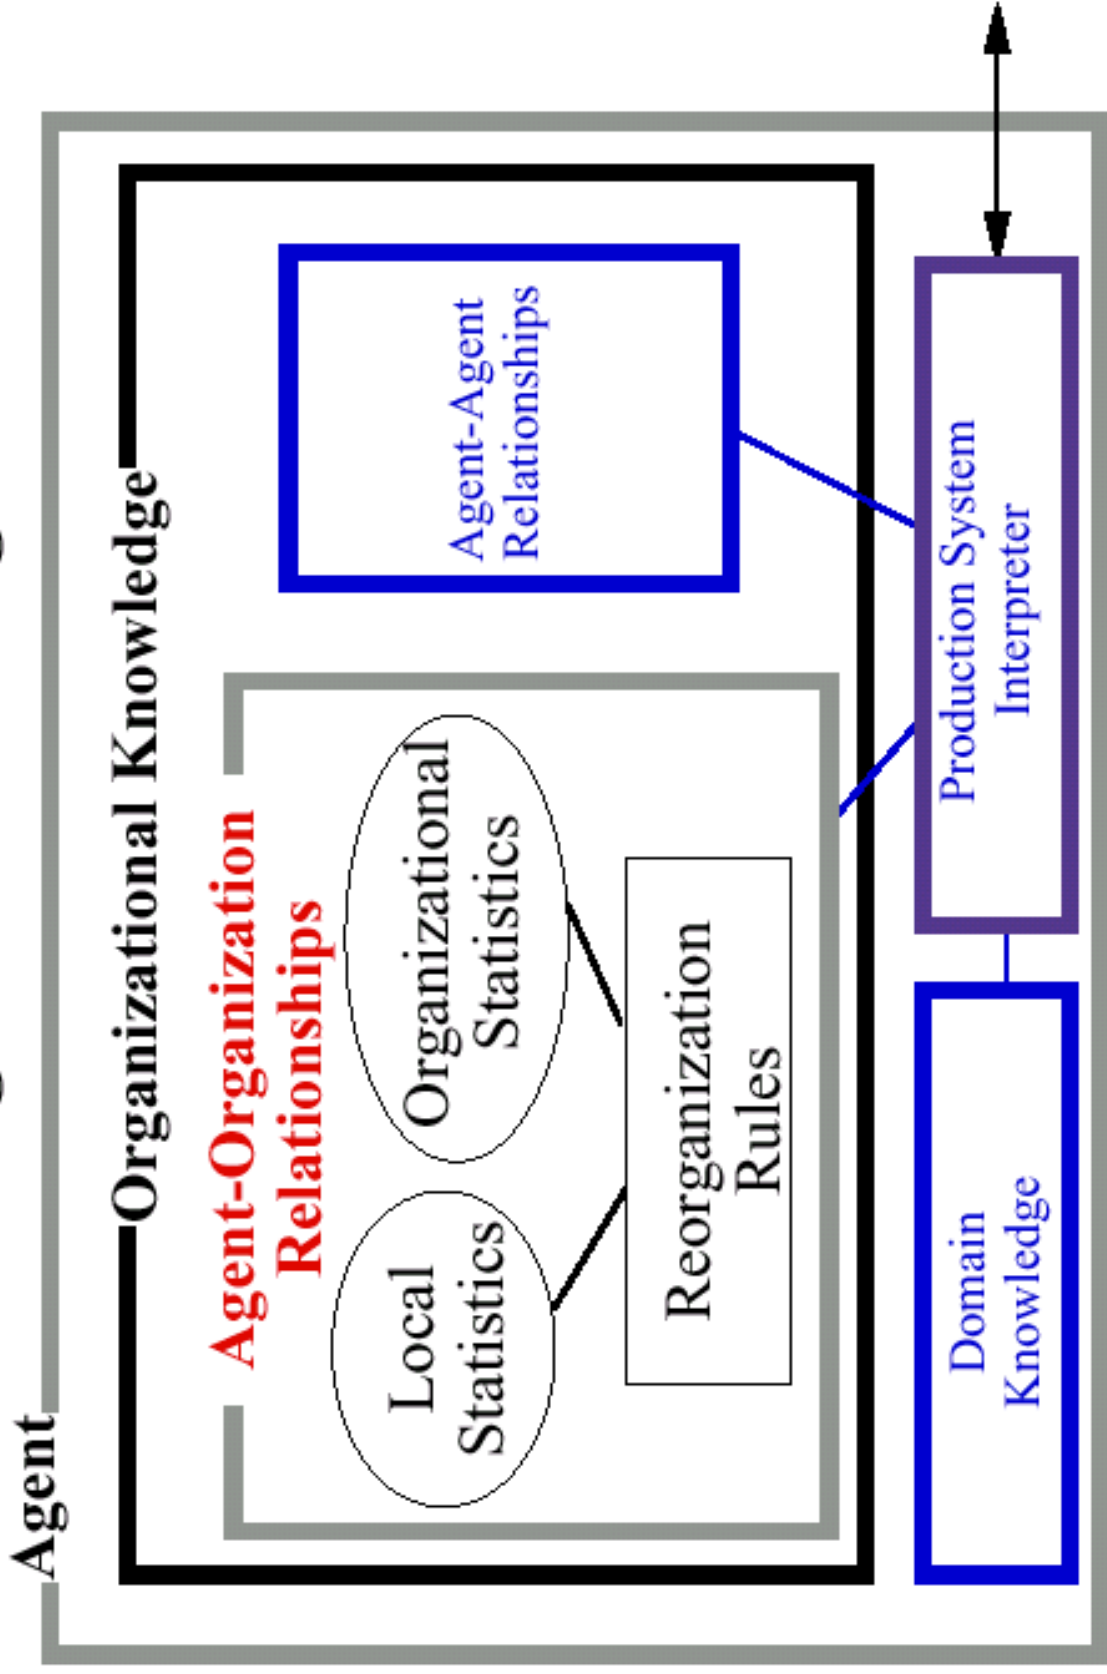 Agent
Organizational Knowledge
Agent-Organization
Relationships
Local
Statistics
Organizational
Statistics
Reorganization
Rules
Agent-Agent
Relationships
Domain
Knowledge
Production System
Interpreter